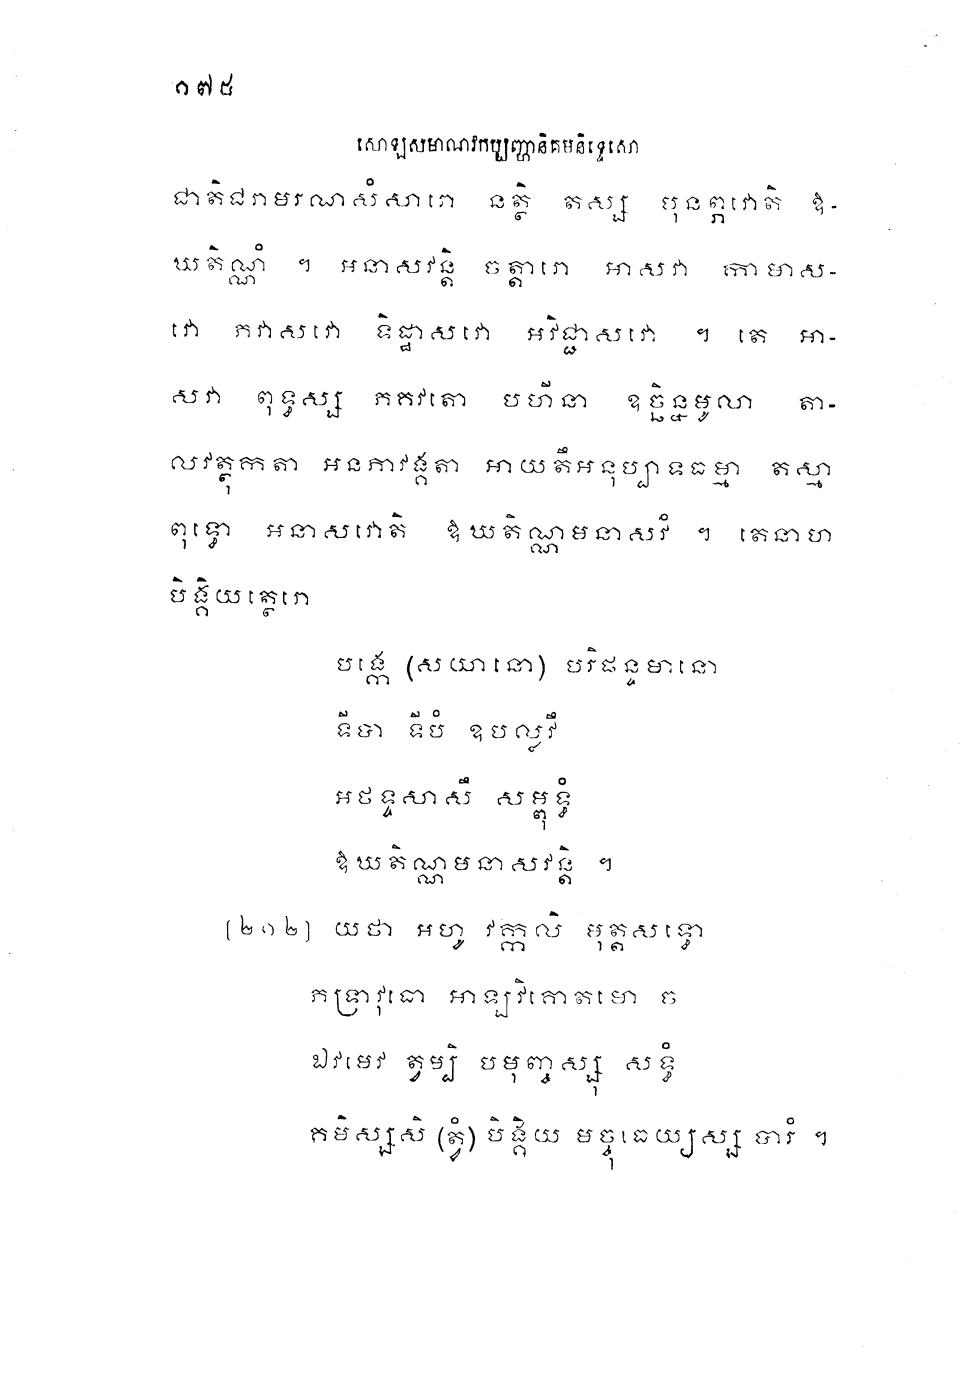 ១៧៥
សោឡសមាណវកប្បញ្ហានិគមនិទ្ទេសោ
ជាតិជរាមរណសំសារោ នត្ថិ តស្ស បុនព្ភវោតិ ឱ-
ឃតិណ្ណំ ។ អនាសវន្តិ ចត្តារោ អាសវា កាមាស-
វោ ភវាសវោ ទិដ្ឋាសវោ អវិជ្ជាសវោ ។ តេ អា-
សវា ពុទ្ធស្ស ភគវតោ បហីនា ឧច្ឆិន្នមូលា តា-
លវត្ថុកតា អនភាវង្គតា អាយតឹអនុប្បាទធម្មា តស្មា
ពុទ្ធោ អនាសវោតិ ឱឃតិណ្ណមនាសវំ ។ តេនាហ
បិង្គិយត្ថេរោ
បង្កេ (សយានោ) បរិផន្ទមានោ
ទីបា ទីបំ ឧបល្លវឹ
អថទ្ទសាសឹ សម្ពុទ្ធំ
ឱឃតិណ្ណមនាសវន្តិ ។
[២១២] យថា អហូ វក្កលិ មុត្តសទ្ធោ
ភទ្រាវុធោ អាឡវិគោតមោ ច
ឯវមេវ ត្វម្បិ បមុញ្ចស្សុ សទ្ធំ
គមិស្សសិ (ត្វំ) បិង្គិយ មច្ចុធេយ្យស្ស បារំ ។